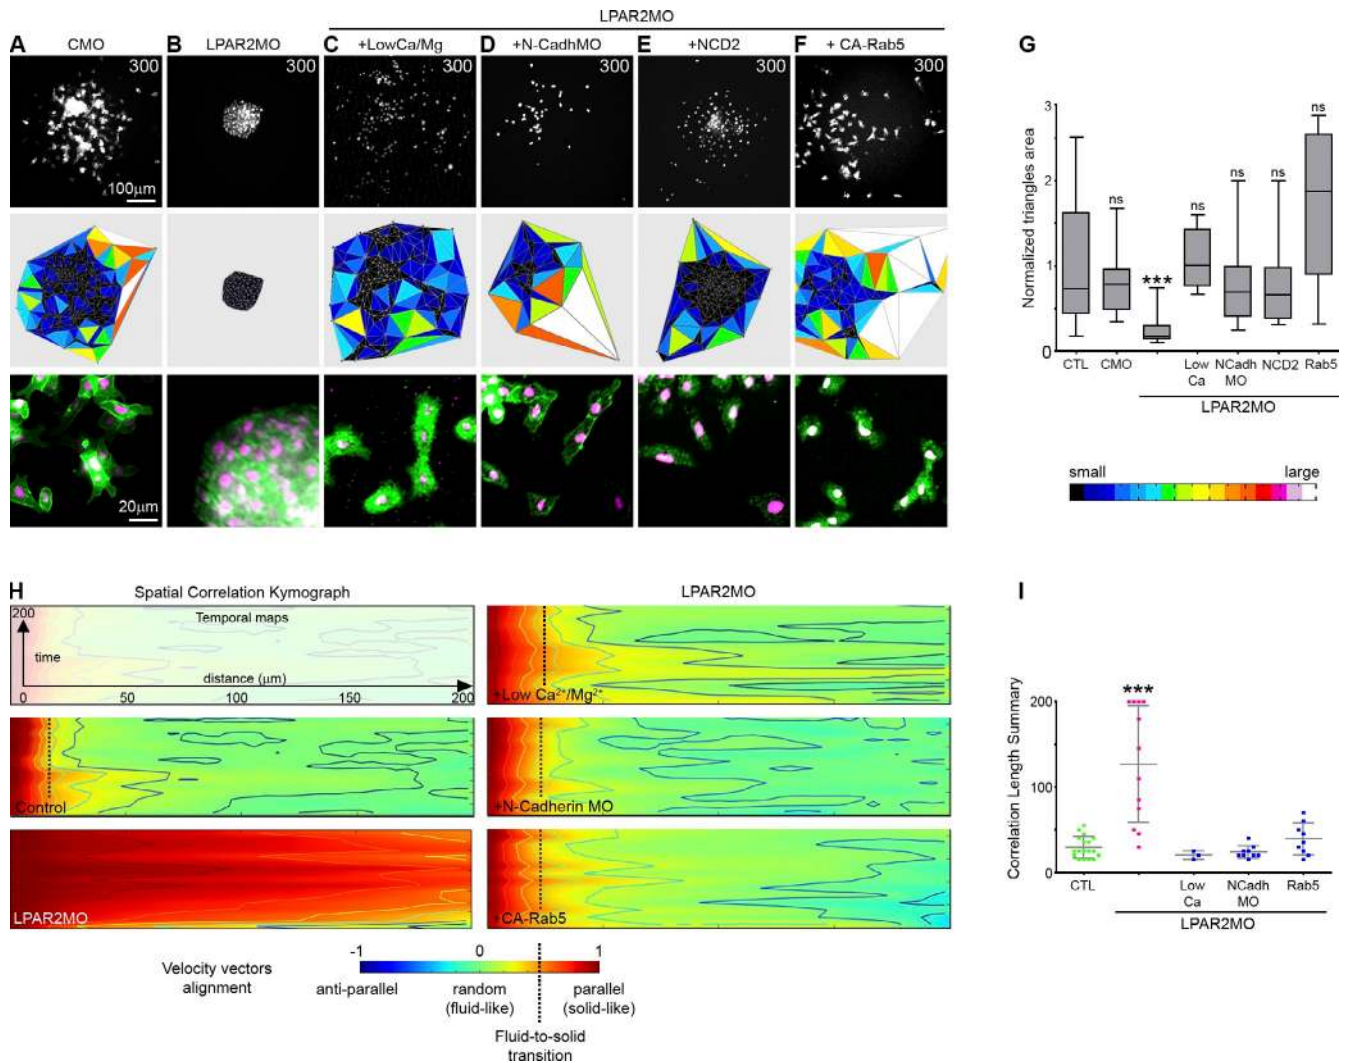 LPAR2MO
A CMO
B LPAR2MO
C +LowCa/Mg
D +N-CadhMO
E +NCD2
F + CA-Rab5
300
300
300
300
300
300
100µm
20µm
G
Normalized triangles area
3
2
1
0
ns
***
ns
ns
ns
ns
CTL
CMO
Low Ca
NCadh MO
NCD2
Rab5
LPAR2MO
small
large
H
Spatial Correlation Kymograph
LPAR2MO
200
Temporal maps
time
distance (µm)
0
50
100
150
200
+Low Ca²⁺/Mg²⁺
Control
+N-Cadherin MO
LPAR2MO
+CA-Rab5
Velocity vectors
alignment
-1
0
1
anti-parallel
random
(fluid-like)
parallel
(solid-like)
Fluid-to-solid
transition
I
Correlation Length Summary
200
100
0
***
CTL
Low Ca
NCadh MO
Rab5
LPAR2MO